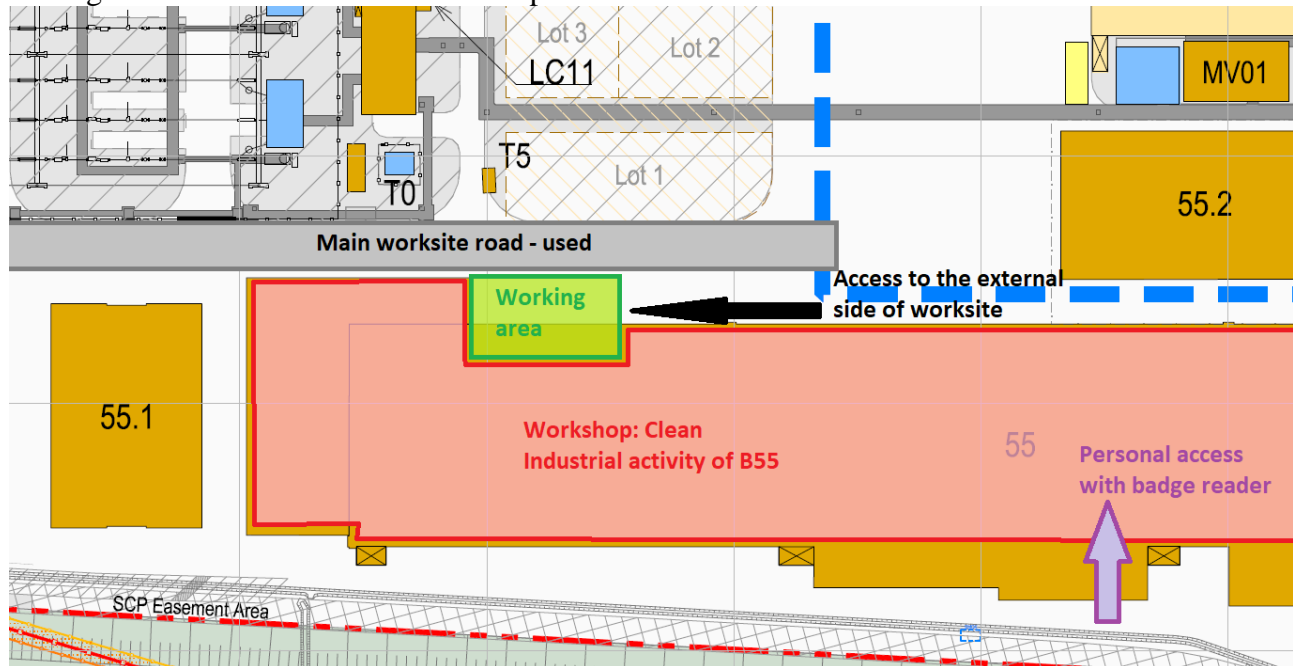 Lot 3
Lot 2
LC11
MV01
T5
Lot 1
T0
55.2
Main worksite road - used
Access to the external
side of worksite
Working
area
55.1
Workshop: Clean
Industrial activity of B55
55
Personal access
with badge reader
SCP Easement Area